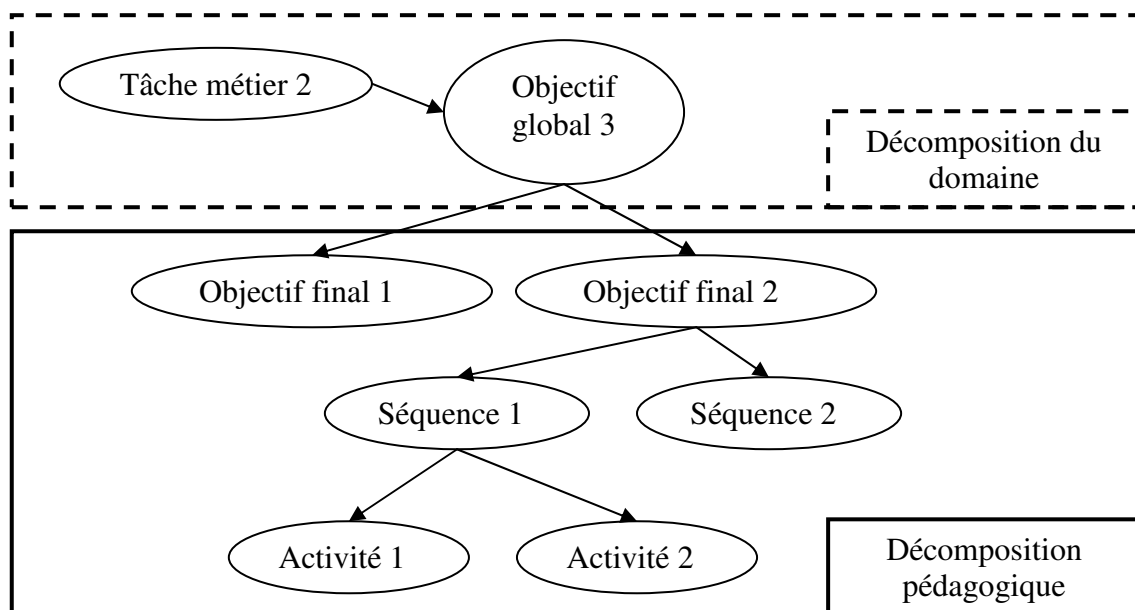 Tâche métier 2
Objectif
global 3
Décomposition du
domaine
Objectif final 1
Objectif final 2
Séquence 1
Séquence 2
Activité 1
Activité 2
Décomposition
pédagogique